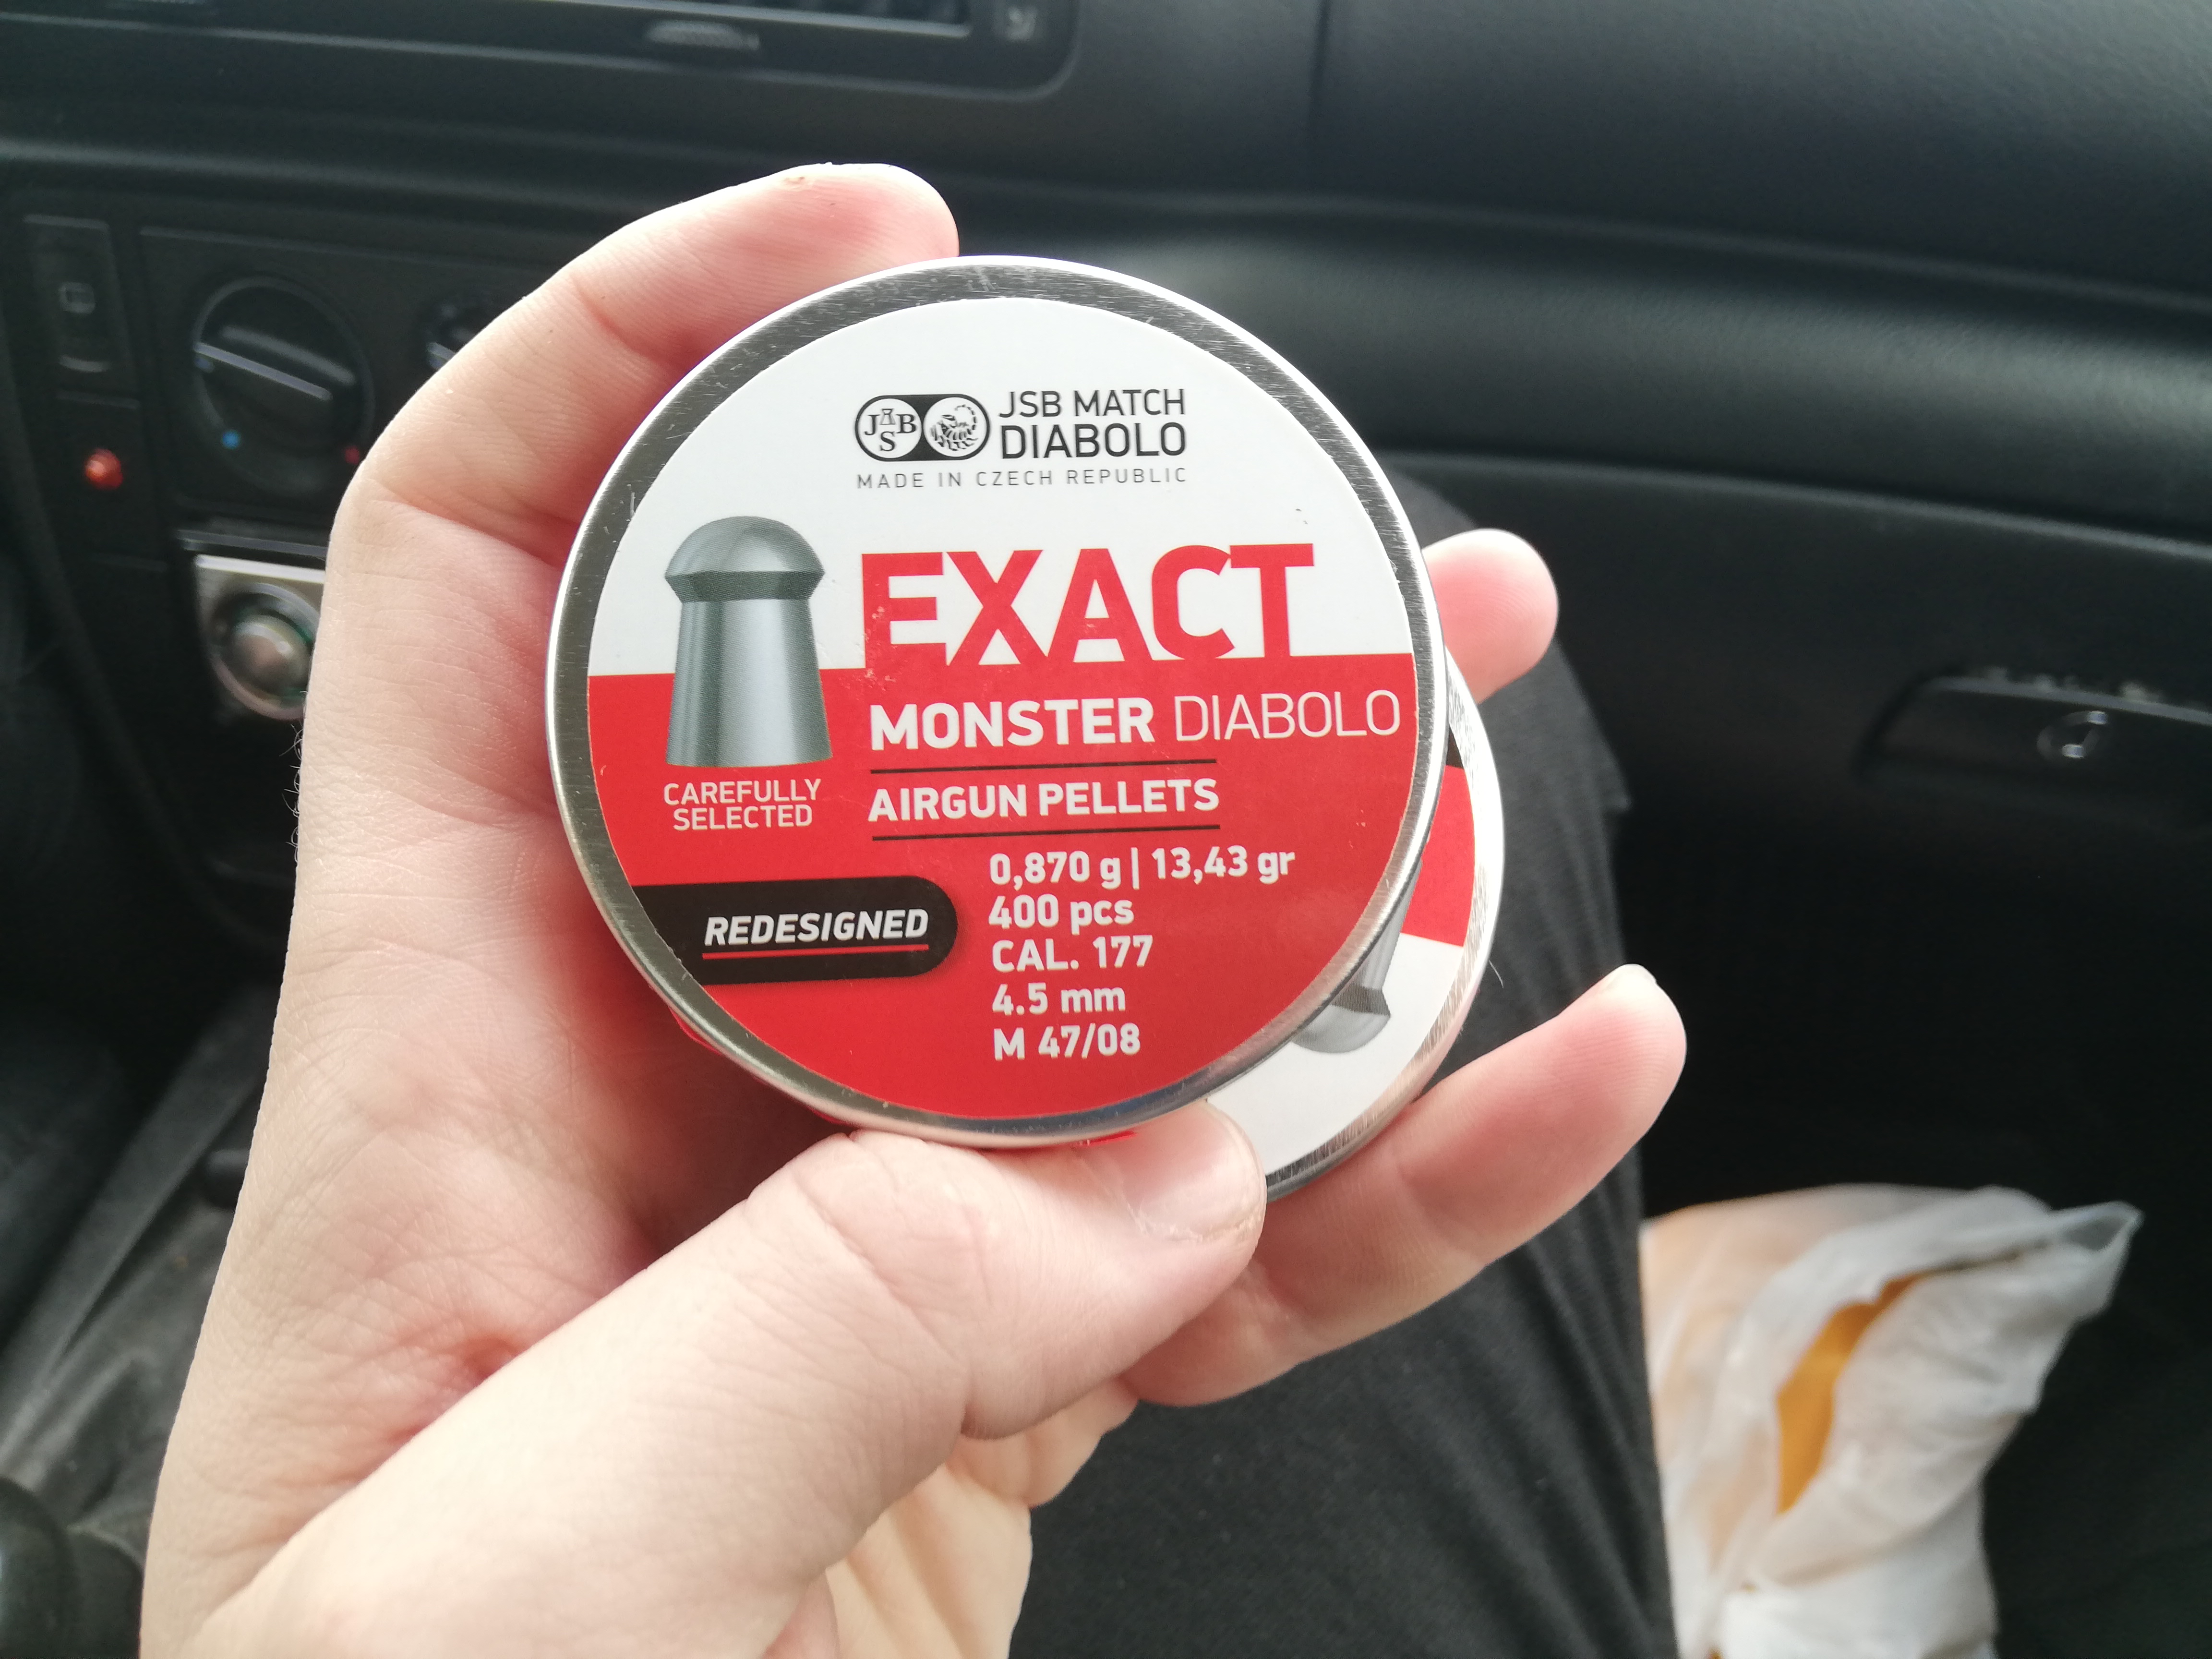 JSB
JSB MATCH
DIABOLO
MADE IN CZECH REPUBLIC
EXACT
MONSTER DIABOLO
AIRGUN PELLETS
CAREFULLY
SELECTED
0,870 g | 13,43 gr
400 pcs
CAL. 177
4.5 mm
M 47/08
REDESIGNED